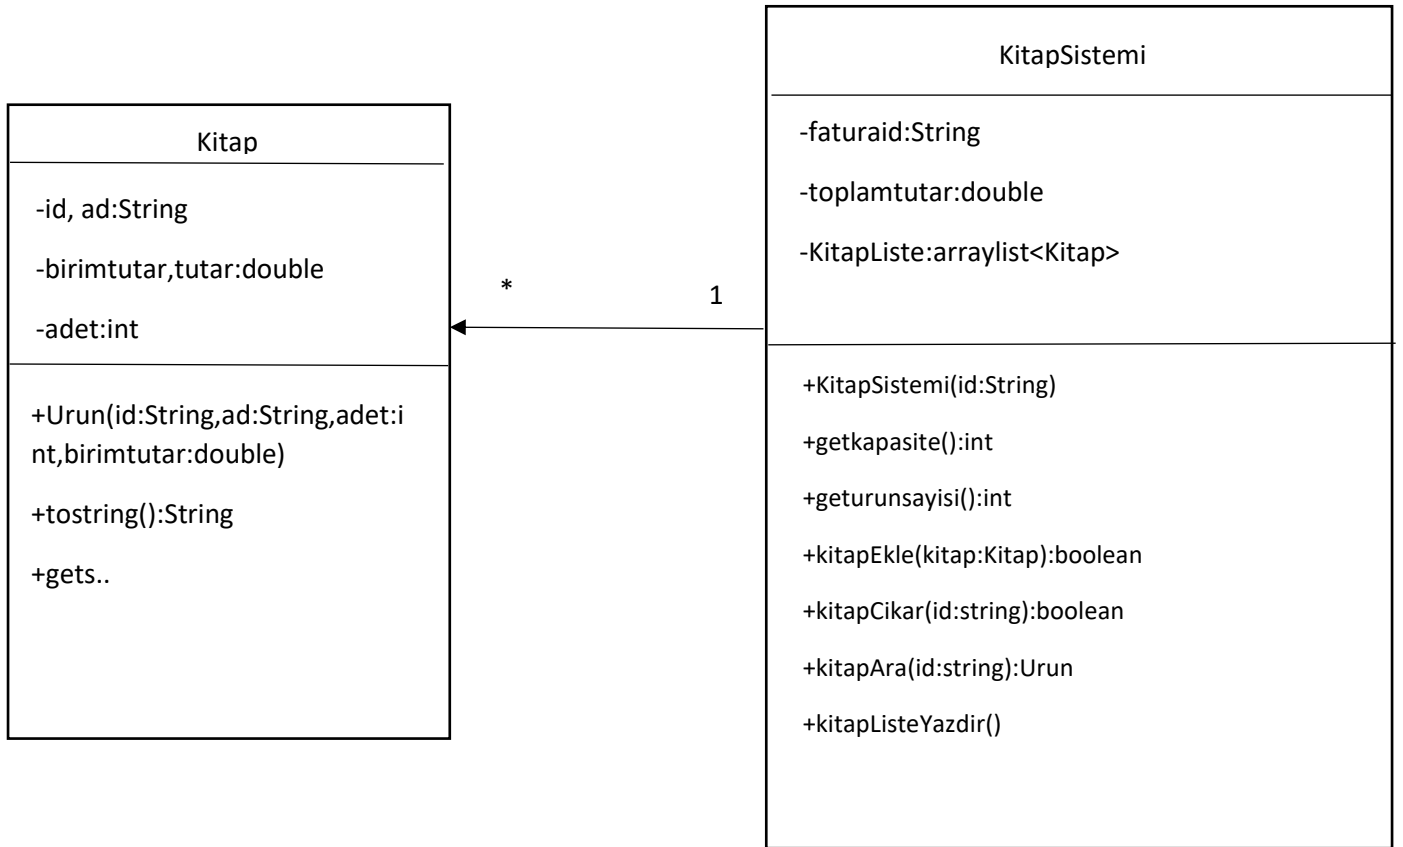 Kitap
-id, ad:String
-birimtutar,tutar:double
-adet:int
+Urun(id:String,ad:String,adet:i
nt,birimtutar:double)
+tostring():String
+gets..
*
1
KitapSistemi
-faturaid:String
-toplamtutar:double
-KitapListe:arraylist<Kitap>
+KitapSistemi(id:String)
+getkapasite():int
+geturunsayisi():int
+kitapEkle(kitap:Kitap):boolean
+kitapCikar(id:string):boolean
+kitapAra(id:string):Urun
+kitapListeYazdir()